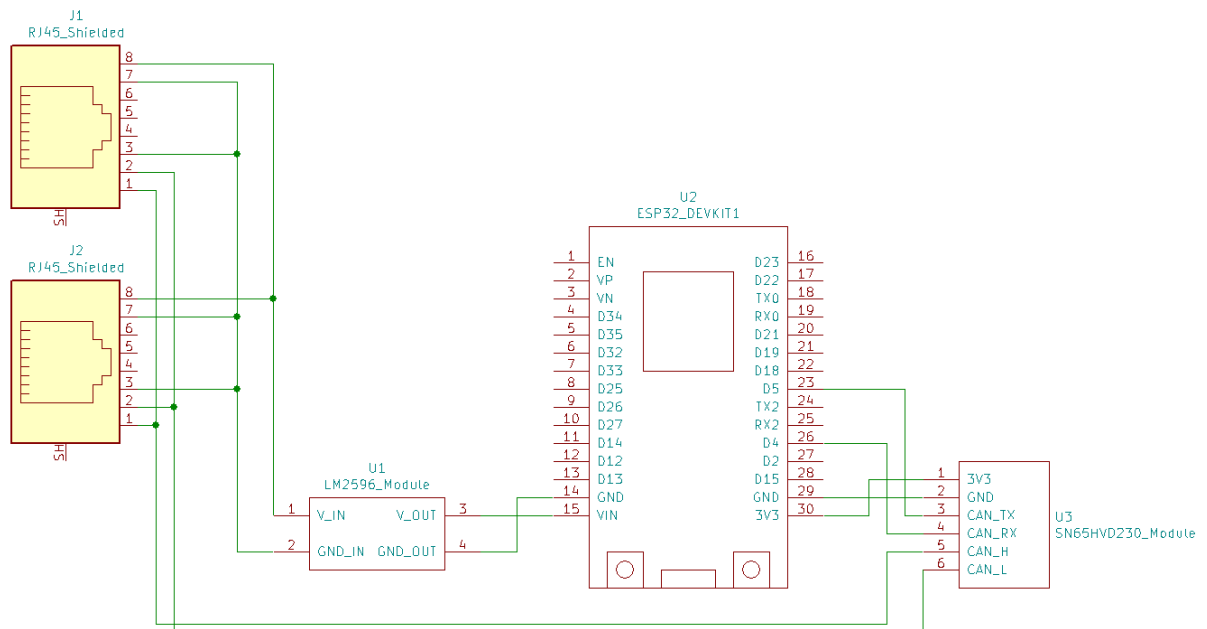 J1
RJ45_Shielded
8
7
6
5
4
3
2
1
SH
J2
RJ45_Shielded
8
7
6
5
4
3
2
1
SH
U1
LM2596_Module
1 V_IN V_OUT 3
2 GND_IN GND_OUT 4
U2
ESP32_DEVKIT1
1 EN D23 16
2 VP D22 17
3 VN TX0 18
4 D34 RX0 19
5 D35 D21 20
6 D32 D19 21
7 D33 D18 22
8 D25 D5 23
9 D26 TX2 24
10 D27 RX2 25
11 D14 D4 26
12 D12 D2 27
13 D13 D15 28
14 GND GND 29
15 VIN 3V3 30
1 3V3
2 GND
3 CAN_TX
4 CAN_RX
5 CAN_H
6 CAN_L
U3
SN65HVD230_Module